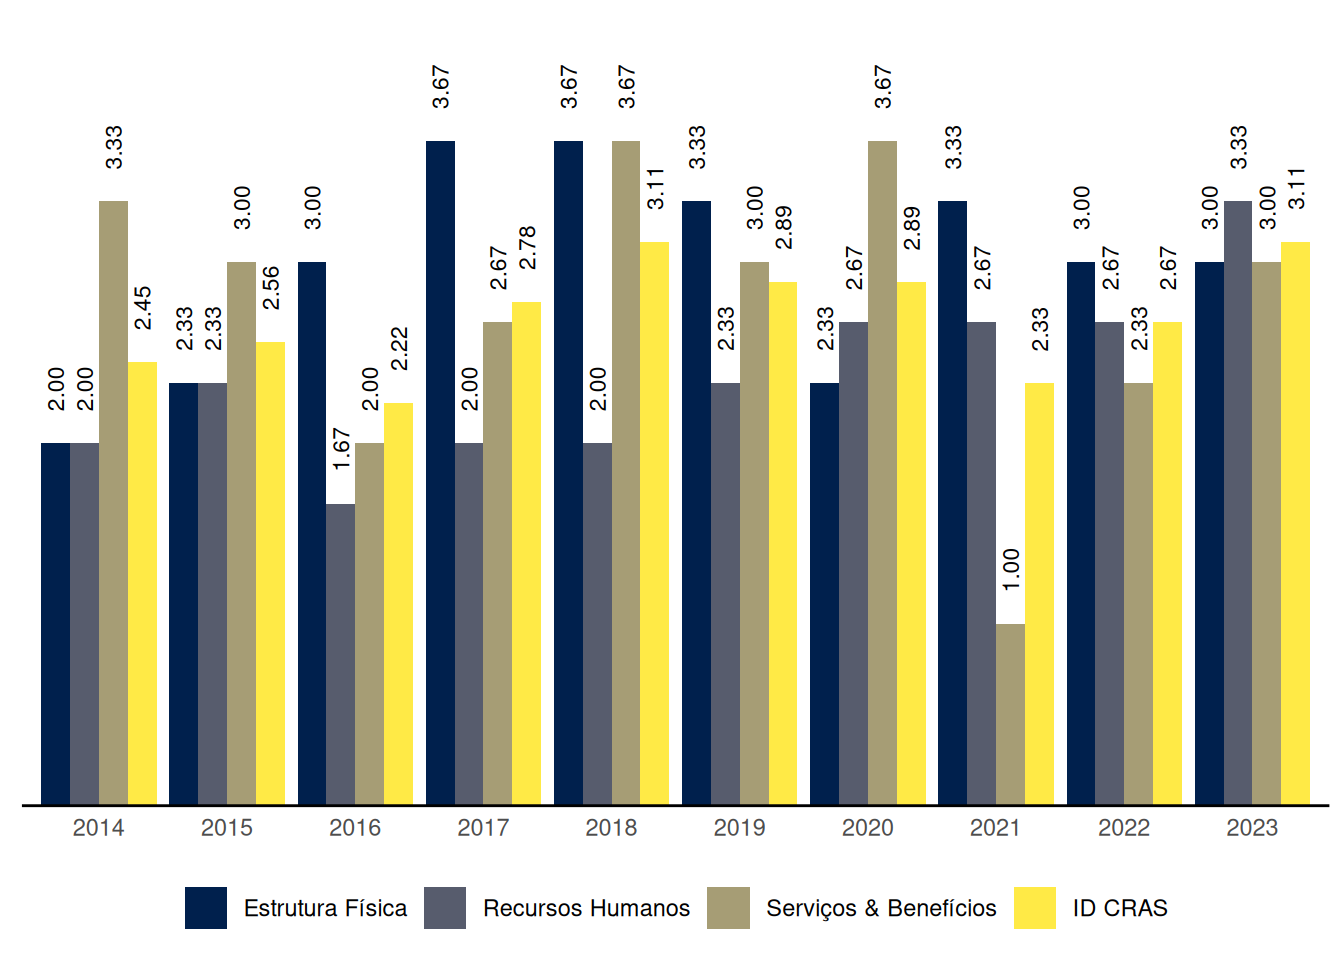 2.00 2.00 3.33 2.45
2.33 2.33 3.00 2.56
3.00 1.67 2.00 2.22
3.67 2.00 2.67 2.78
3.67 2.00 3.67 3.11
3.33 2.33 3.00 2.89
2.33 2.67 3.67 2.89
3.33 2.67 1.00 2.33
3.00 2.67 2.33 2.67
3.00 3.33 3.00 3.11
2014 2015 2016 2017 2018 2019 2020 2021 2022 2023
Estrutura Física Recursos Humanos Serviços & Benefícios ID CRAS